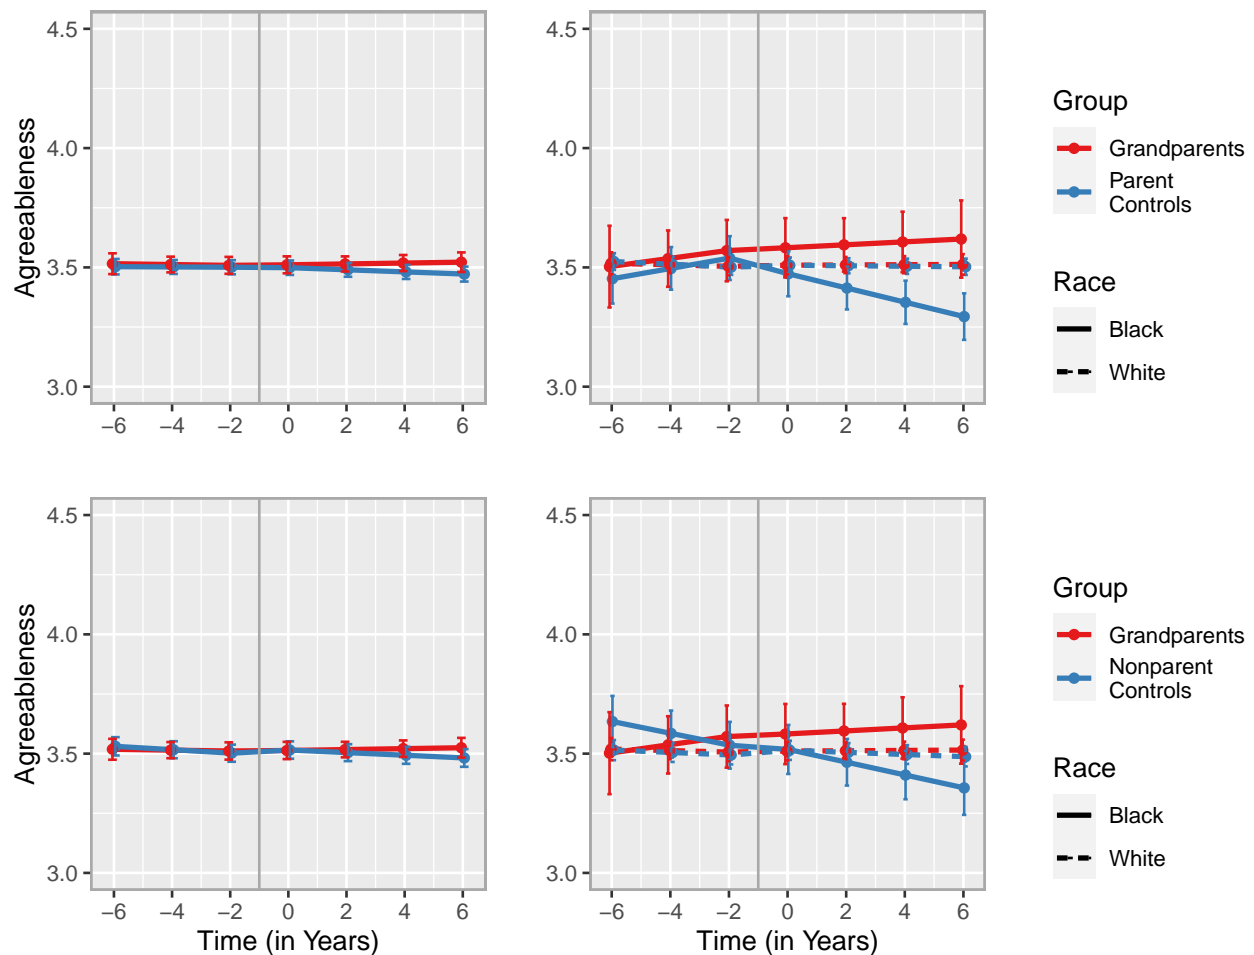 4.5
4.0
3.5
3.0
Agreeableness
−6 −4 −2 0 2 4 6
4.5
4.0
3.5
3.0
−6 −4 −2 0 2 4 6
Group
Grandparents
Parent
Controls
Race
Black
White
4.5
4.0
3.5
3.0
Agreeableness
−6 −4 −2 0 2 4 6
Time (in Years)
4.5
4.0
3.5
3.0
−6 −4 −2 0 2 4 6
Time (in Years)
Group
Grandparents
Nonparent
Controls
Race
Black
White